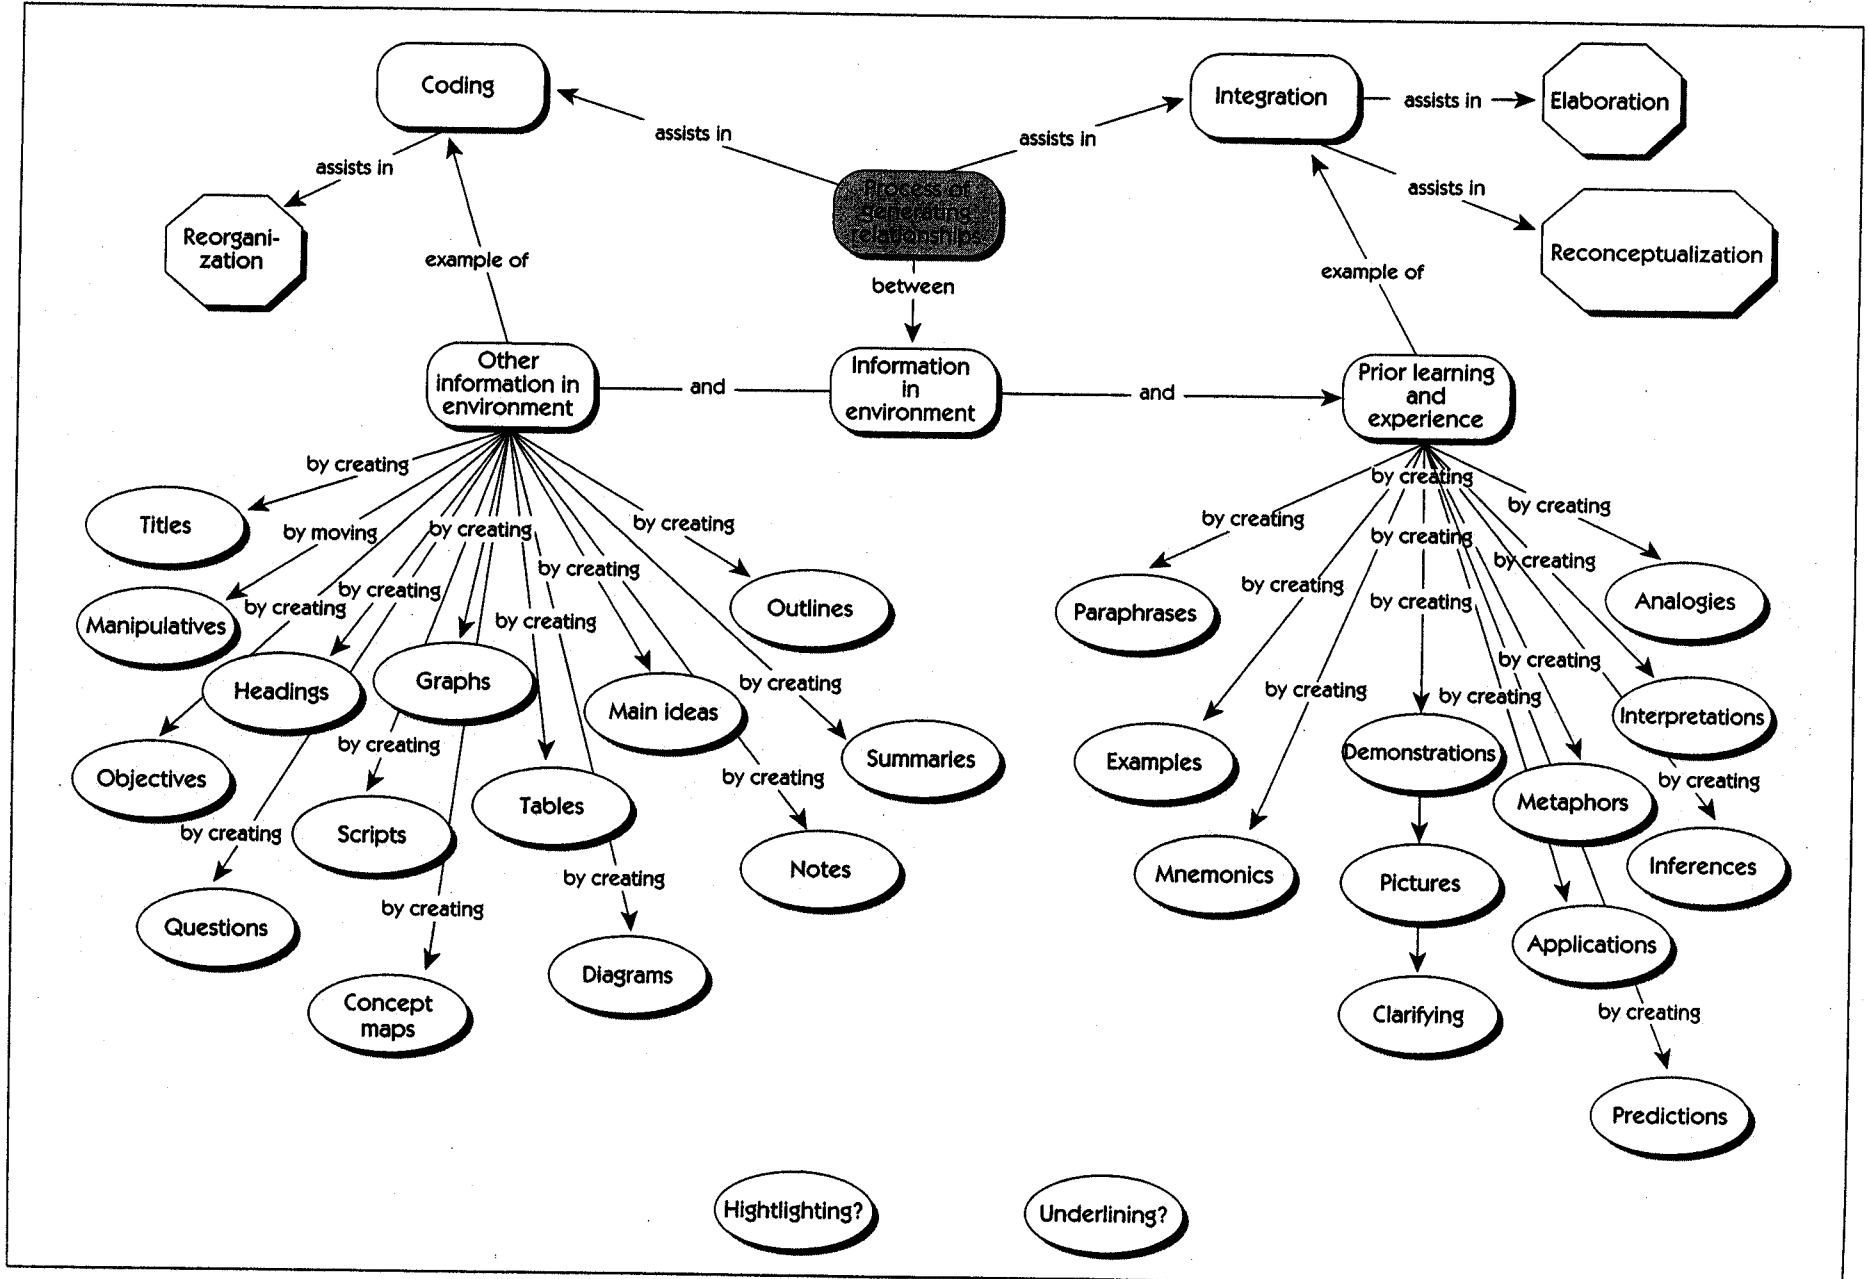 Coding
Integration
assists in
Elaboration
assists in
assists in
assists in
Process of
generating
relationships
assists in
Reorgani-
zation
Reconceptualization
example of
example of
between
Other
information in
environment
and
Information
in
environment
and
Prior learning
and
experience
by creating
Titles
by moving
by creating
by creating
by creating
by creating
by creating
by creating
Manipulatives
by creating
by creating
Outlines
Headings
Graphs
Main ideas
by creating
Objectives
by creating
by creating
Summaries
by creating
Scripts
Tables
Notes
Questions
by creating
by creating
Concept
maps
Diagrams
by creating
by creating
by creating
by creating
by creating
by creating
by creating
Paraphrases
Analogies
by creating
by creating
by creating
Interpretations
Examples
Demonstrations
by creating
Metaphors
Mnemonics
Pictures
Inferences
Applications
Clarifying
by creating
Predictions
Hightlighting?
Underlining?